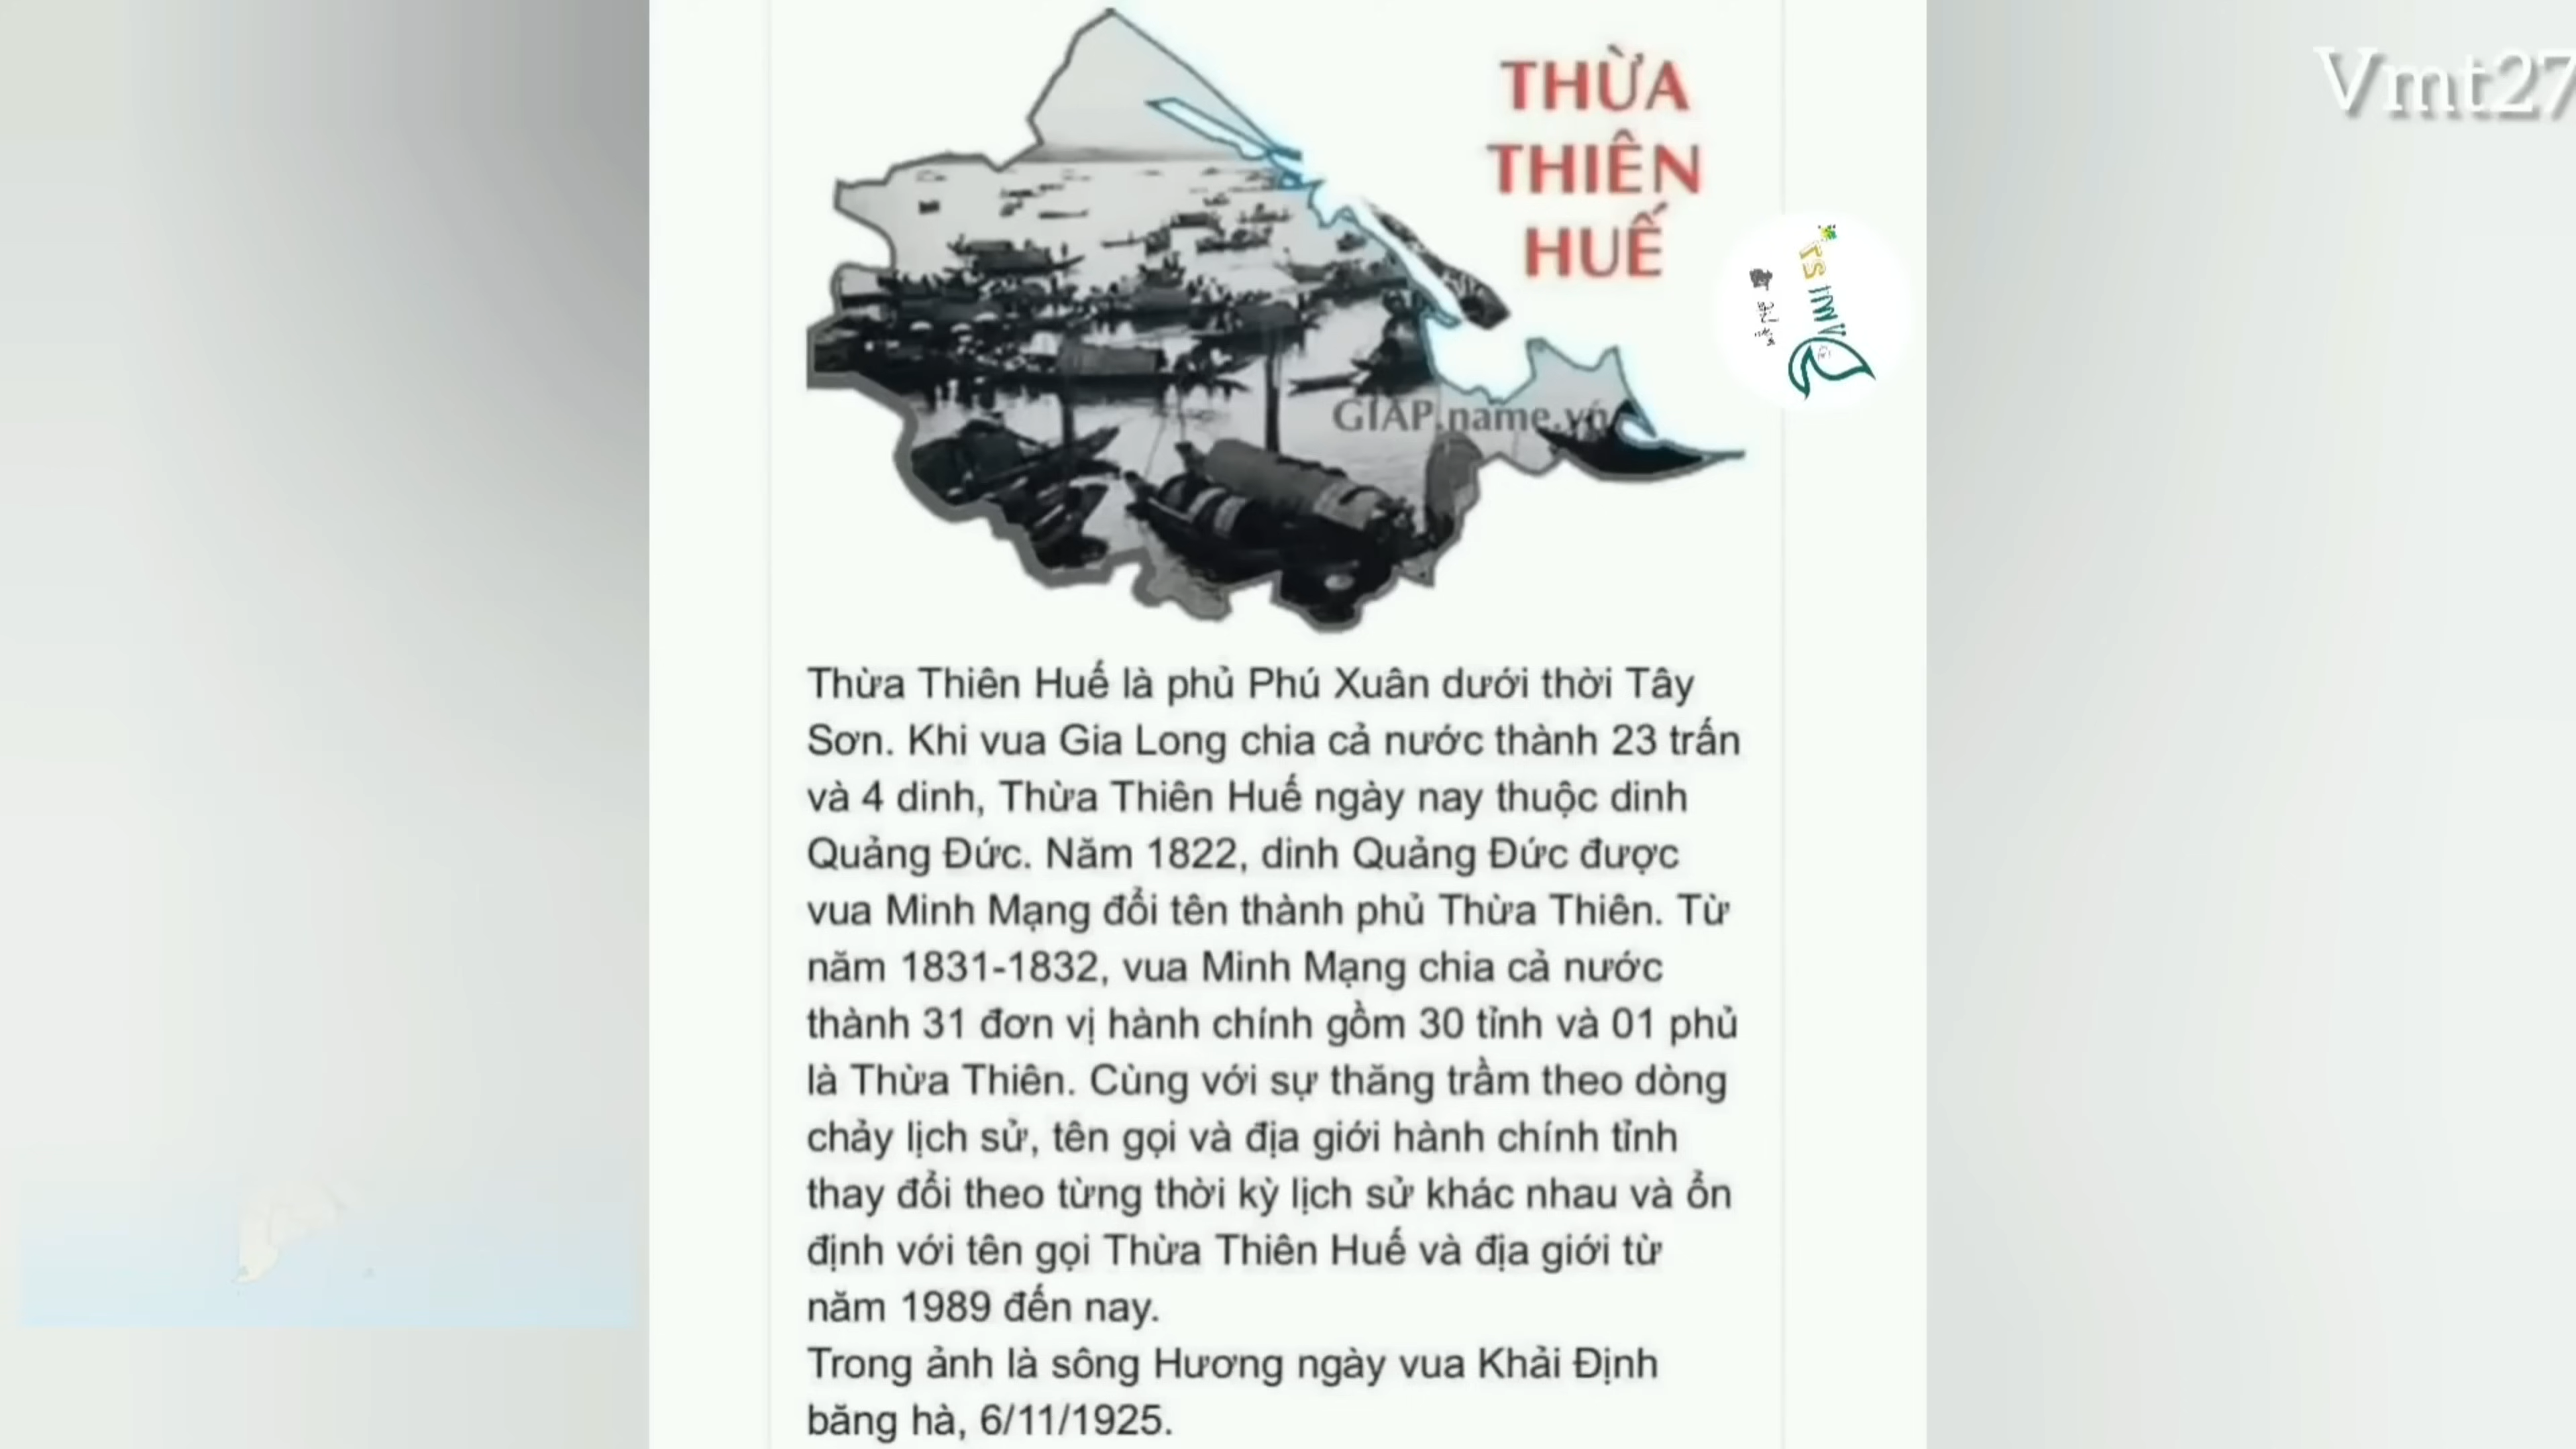 Vmt27
THỪA
THIÊN
HUẾ
GIAP.name.vn
Thừa Thiên Huế là phủ Phú Xuân dưới thời Tây
Sơn. Khi vua Gia Long chia cả nước thành 23 trấn
và 4 dinh, Thừa Thiên Huế ngày nay thuộc dinh
Quảng Đức. Năm 1822, dinh Quảng Đức được
vua Minh Mạng đổi tên thành phủ Thừa Thiên. Từ
năm 1831-1832, vua Minh Mạng chia cả nước
thành 31 đơn vị hành chính gồm 30 tỉnh và 01 phủ
là Thừa Thiên. Cùng với sự thăng trầm theo dòng
chảy lịch sử, tên gọi và địa giới hành chính tỉnh
thay đổi theo từng thời kỳ lịch sử khác nhau và ổn
định với tên gọi Thừa Thiên Huế và địa giới từ
năm 1989 đến nay.
Trong ảnh là sông Hương ngày vua Khải Định
băng hà, 6/11/1925.